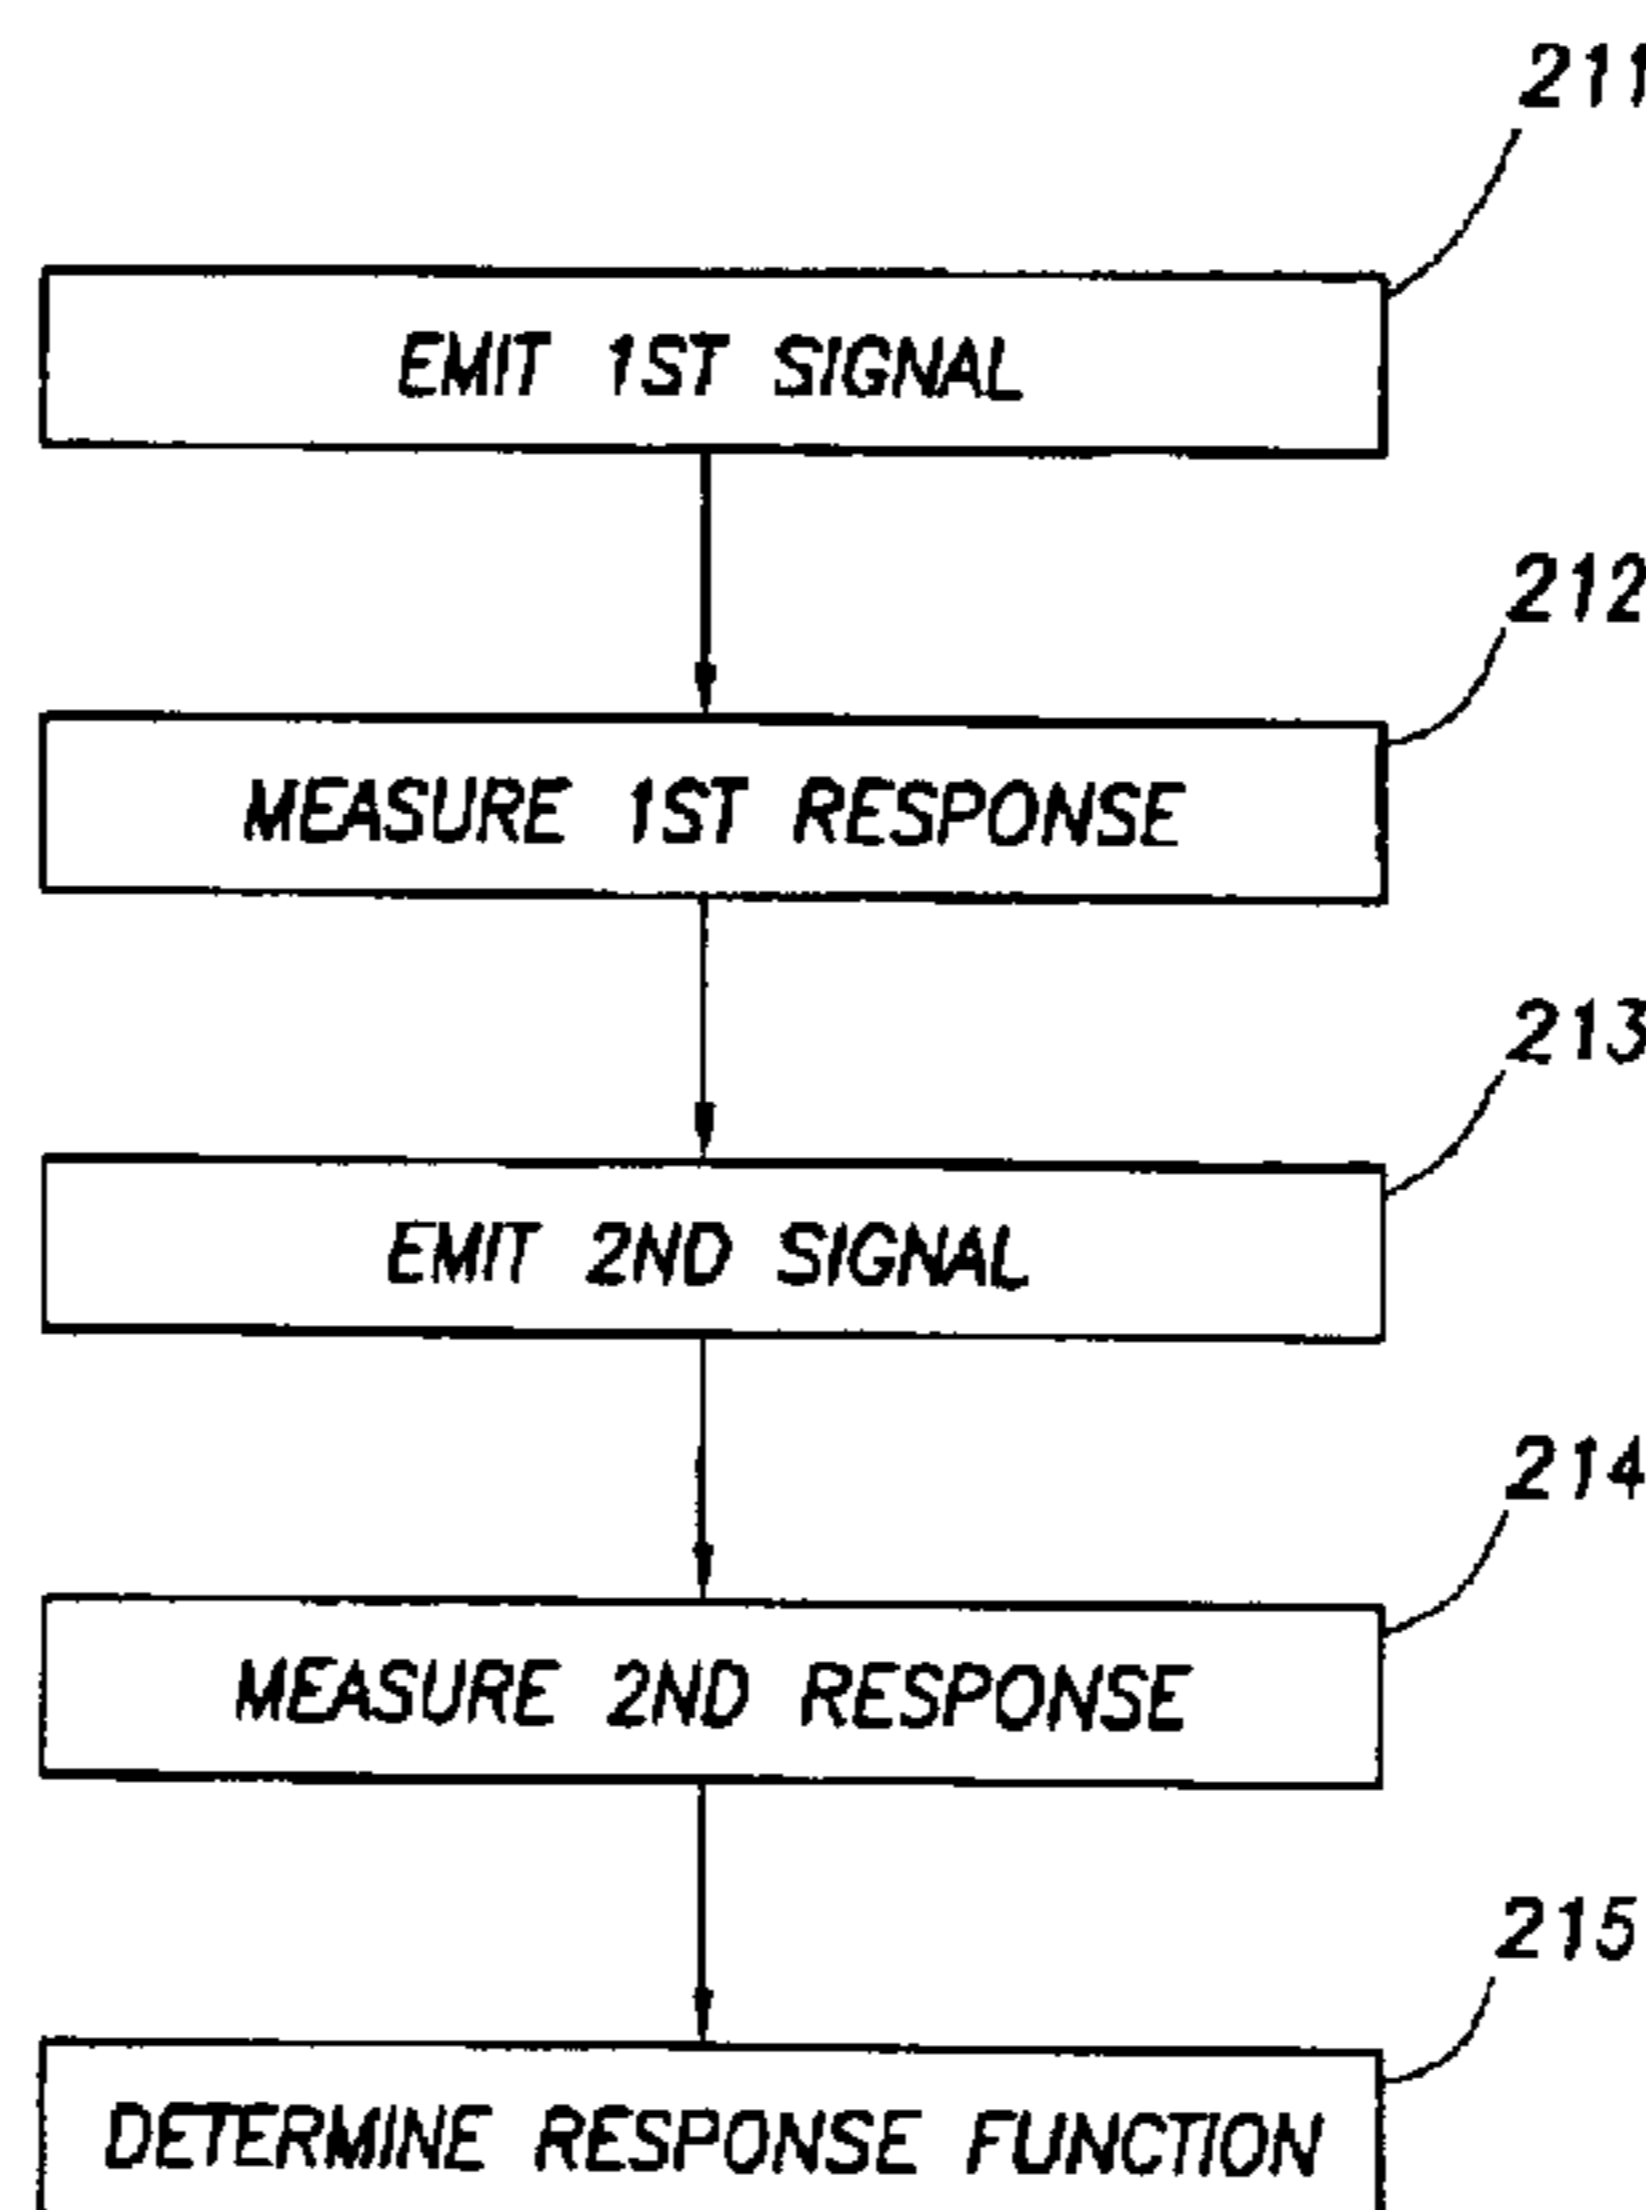 211
EMIT 1ST SIGNAL
212
MEASURE 1ST RESPONSE
213
EMIT 2ND SIGNAL
214
MEASURE 2ND RESPONSE
215
DETERMINE RESPONSE FUNCTION